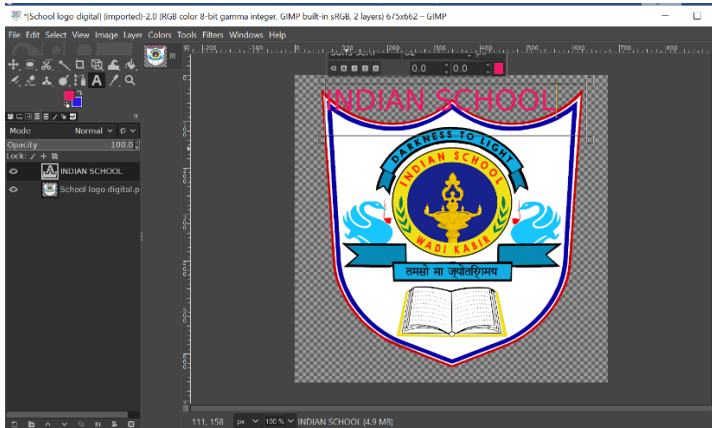 *(School logo digital) (imported)-2.0 (RGB color 8-bit gamma integer, GIMP built-in sRGB, 2 layers) 675x662 – GIMP
File Edit Select View Image Layer Colors Tools Filters Windows Help
0.0 0.0
INDIAN SCHOOL
Mode Normal
Opacity 100.0
Lock:
INDIAN SCHOOL
School logo digital.p
DARKNESS TO LIGHT
INDIAN SCHOOL
WADI KABIR
तमसो मा ज्योतिर्गमय
111, 158 px 100 % INDIAN SCHOOL (4.9 MB)